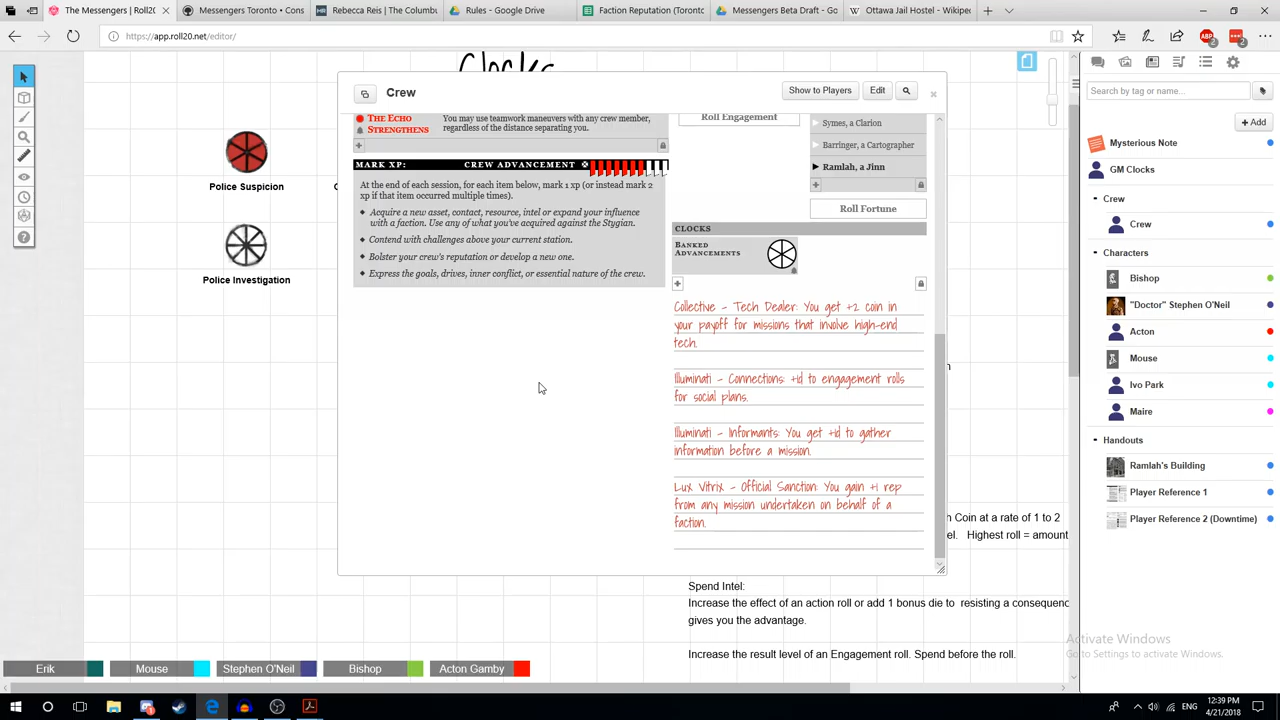 The Messengers | Roll20
Messengers Toronto • Cons
Rebecca Reis | The Columbu
Rules - Google Drive
Faction Reputation (Toront
Messengers Beta Draft - Go
Ottawa Jail Hostel - Wikipe
https://app.roll20.net/editor/
Clocks
Crew
Show to Players
Edit
Search by tag or name...
+ Add
Police Suspicion
Police Investigation
THE ECHO
STRENGTHENS
You may use teamwork maneuvers with any crew member,
regardless of the distance separating you.
MARK XP:
CREW ADVANCEMENT
At the end of each session, for each item below, mark 1 xp (or instead mark 2
xp if that item occurred multiple times).
Acquire a new asset, contact, resource, intel or expand your influence
with a faction. Use any of what you've acquired against the Stygian.
Contend with challenges above your current station.
Bolster your crew's reputation or develop a new one.
Express the goals, drives, inner conflict, or essential nature of the crew.
Roll Engagement
Symes, a Clarion
Barringer, a Cartographer
Ramlah, a Jinn
Roll Fortune
CLOCKS
BANKED
ADVANCEMENTS
Collective - Tech Dealer: You get +2 coin in
your payoff for missions that involve high-end
tech.
Illuminati - Connections: +1d to engagement rolls
for social plans.
Illuminati - Informants: You get +1d to gather
information before a mission.
Lux Vitrix - Official Sanction: You gain +1 rep
from any mission undertaken on behalf of a
faction.
n
n Coin at a rate of 1 to 2
el. Highest roll = amount
Spend Intel:
Increase the effect of an action roll or add 1 bonus die to resisting a consequenc
gives you the advantage.
Increase the result level of an Engagement roll. Spend before the roll.
Mysterious Note
GM Clocks
Crew
Crew
Characters
Bishop
"Doctor" Stephen O'Neil
Acton
Mouse
Ivo Park
Maire
Handouts
Ramlah's Building
Player Reference 1
Player Reference 2 (Downtime)
Activate Windows
Go to Settings to activate Windows.
Erik
Mouse
Stephen O'Neil
Bishop
Acton Gamby
12:39 PM
4/21/2018